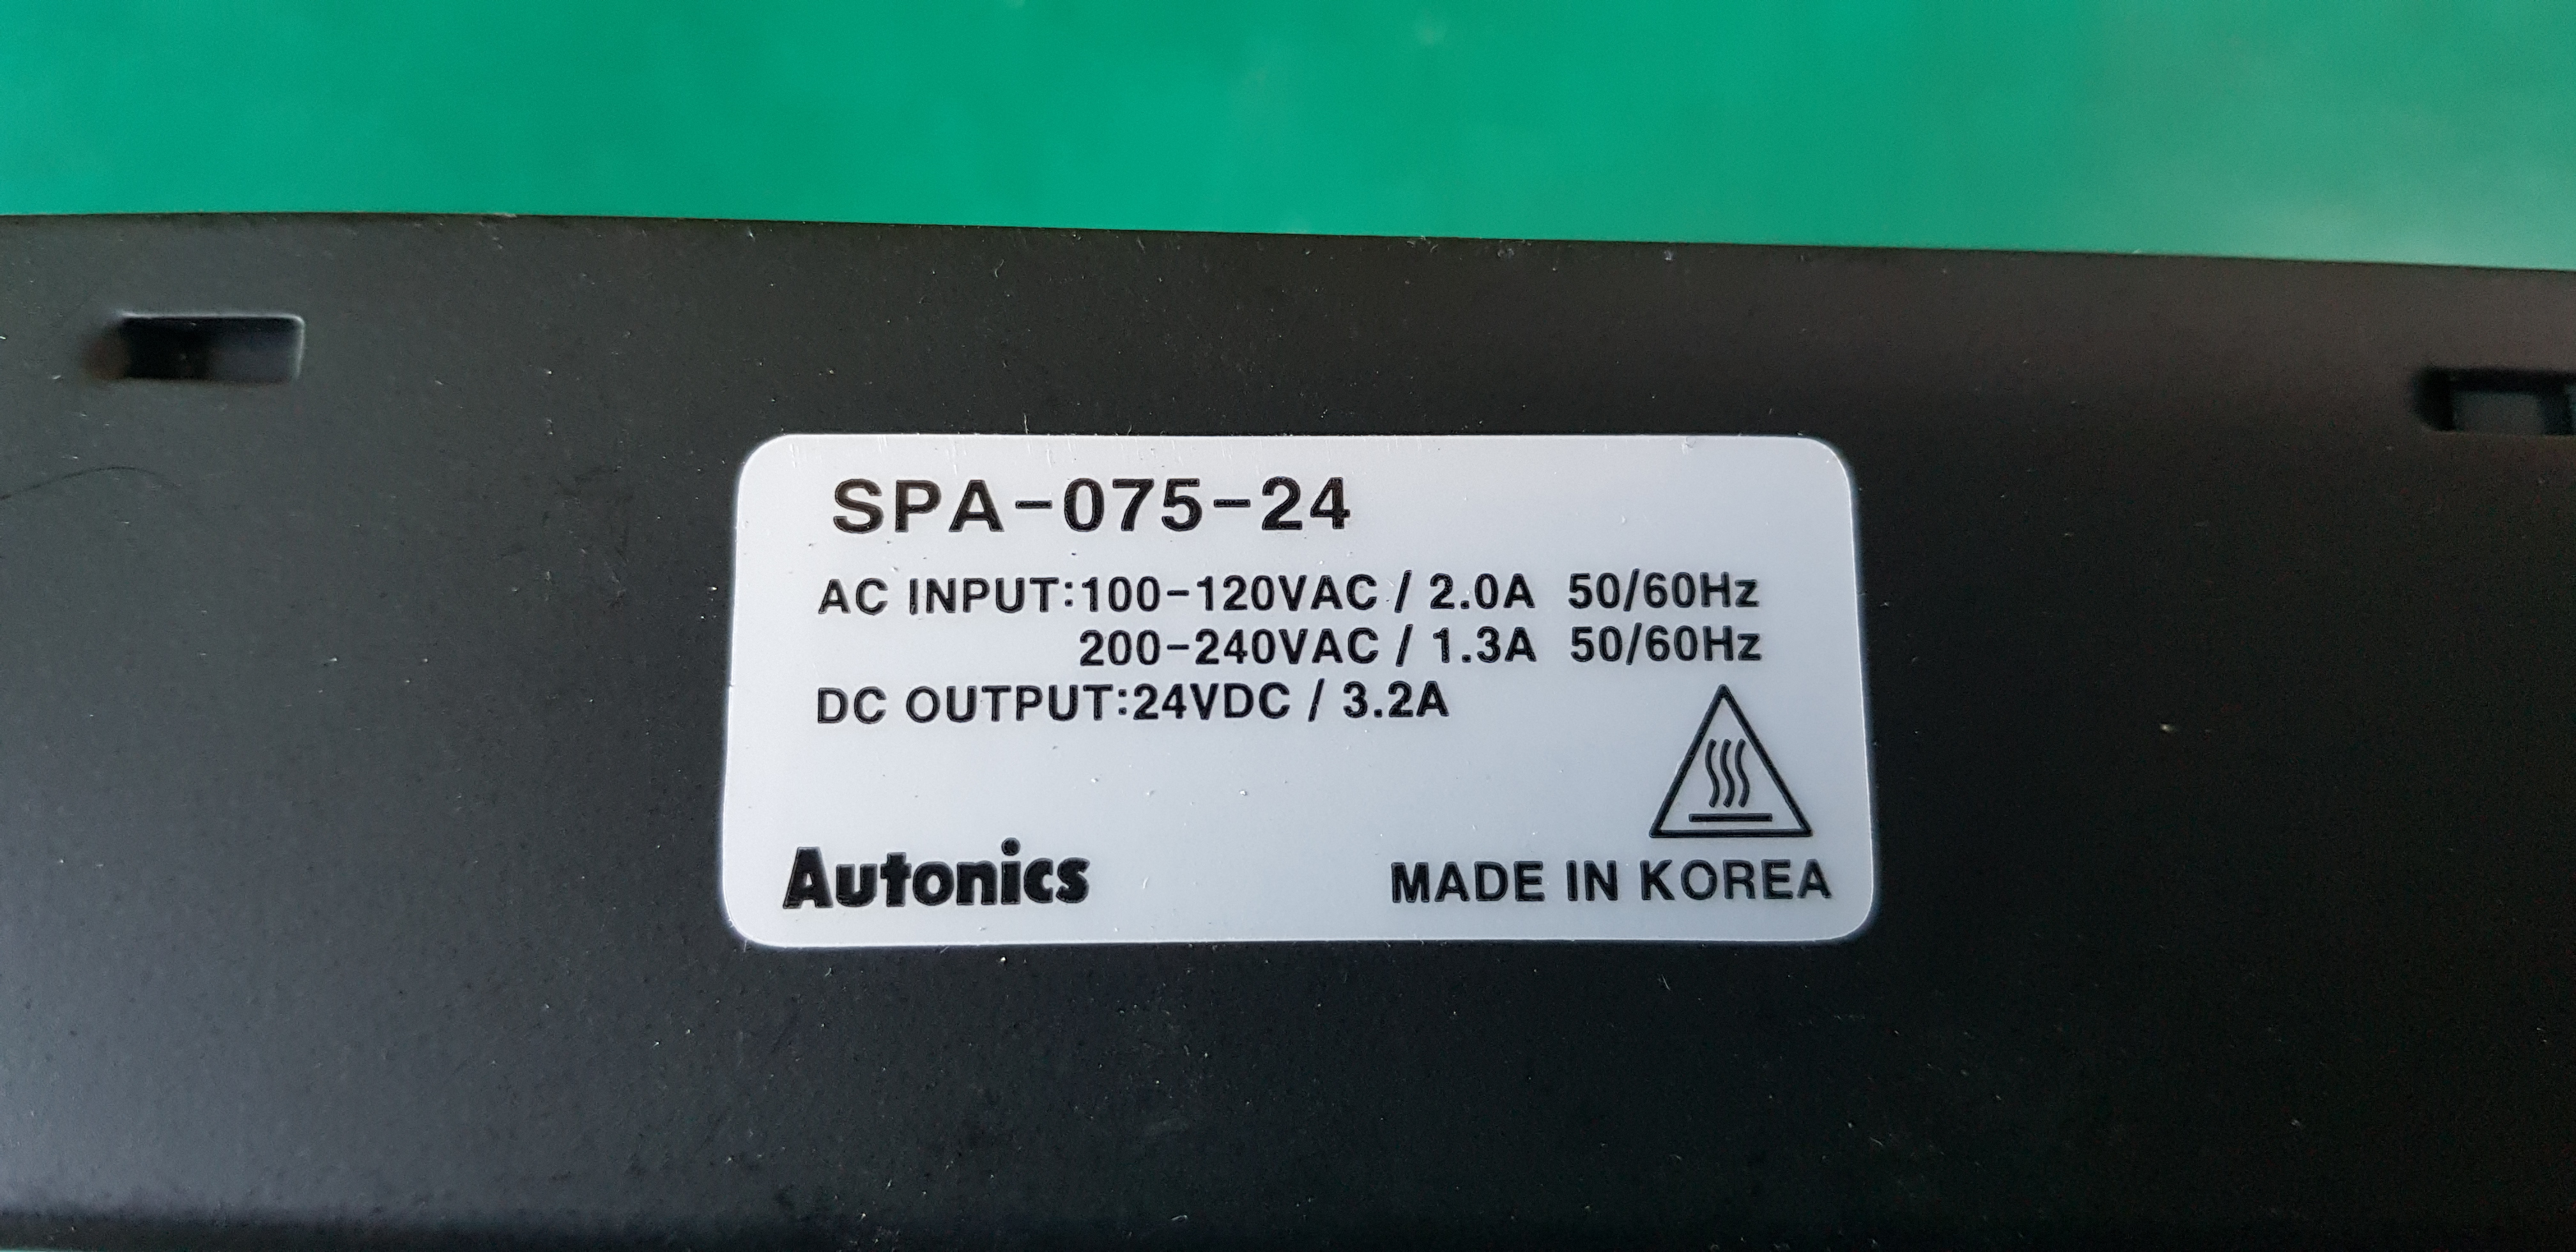 SPA-075-24
AC INPUT:100-120VAC / 2.0A 50/60Hz
200-240VAC / 1.3A 50/60Hz
DC OUTPUT:24VDC / 3.2A
Autonics
MADE IN KOREA